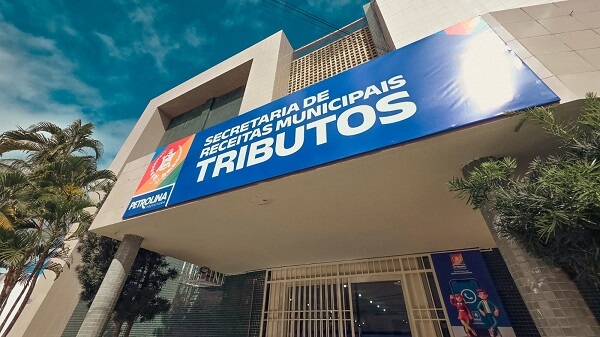 SECRETARIA DE
RECEITAS MUNICIPAIS
TRIBUTOS
PETROLINA